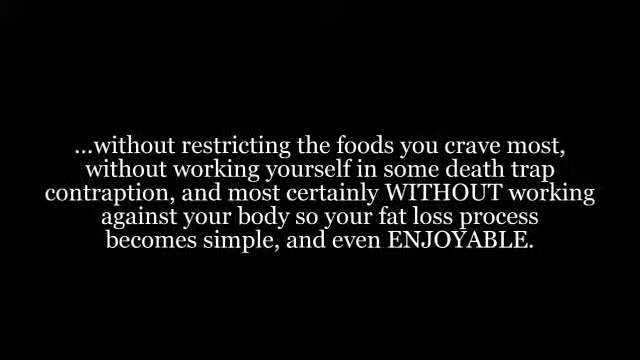 ...without restricting the foods you crave most,
without working yourself in some death trap
contraption, and most certainly WITHOUT working
against your body so your fat loss process
becomes simple, and even ENJOYABLE.